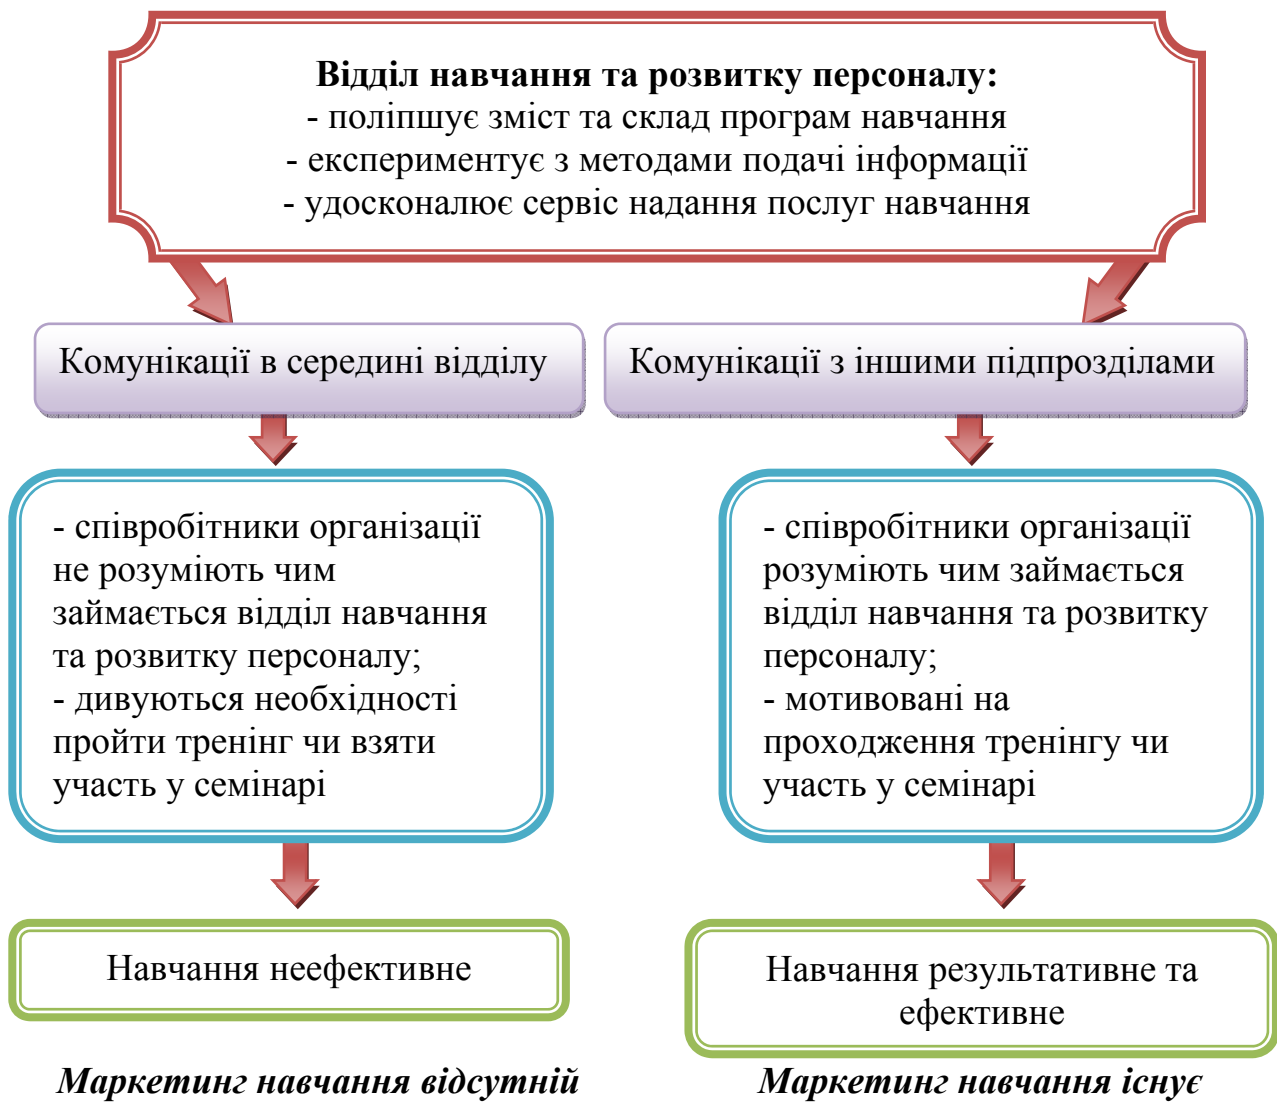 Відділ навчання та розвитку персоналу:
- поліпшує зміст та склад програм навчання
- експериментує з методами подачі інформації
- удосконалює сервіс надання послуг навчання
Комунікації в середині відділу
Комунікації з іншими підпрозділами
- співробітники організації
не розуміють чим
займається відділ навчання
та розвитку персоналу;
- дивуються необхідності
пройти тренінг чи взяти
участь у семінарі
- співробітники організації
розуміють чим займається
відділ навчання та розвитку
персоналу;
- мотивовані на
проходження тренінгу чи
участь у семінарі
Навчання неефективне
Навчання результативне та
ефективне
Маркетинг навчання відсутній
Маркетинг навчання існує